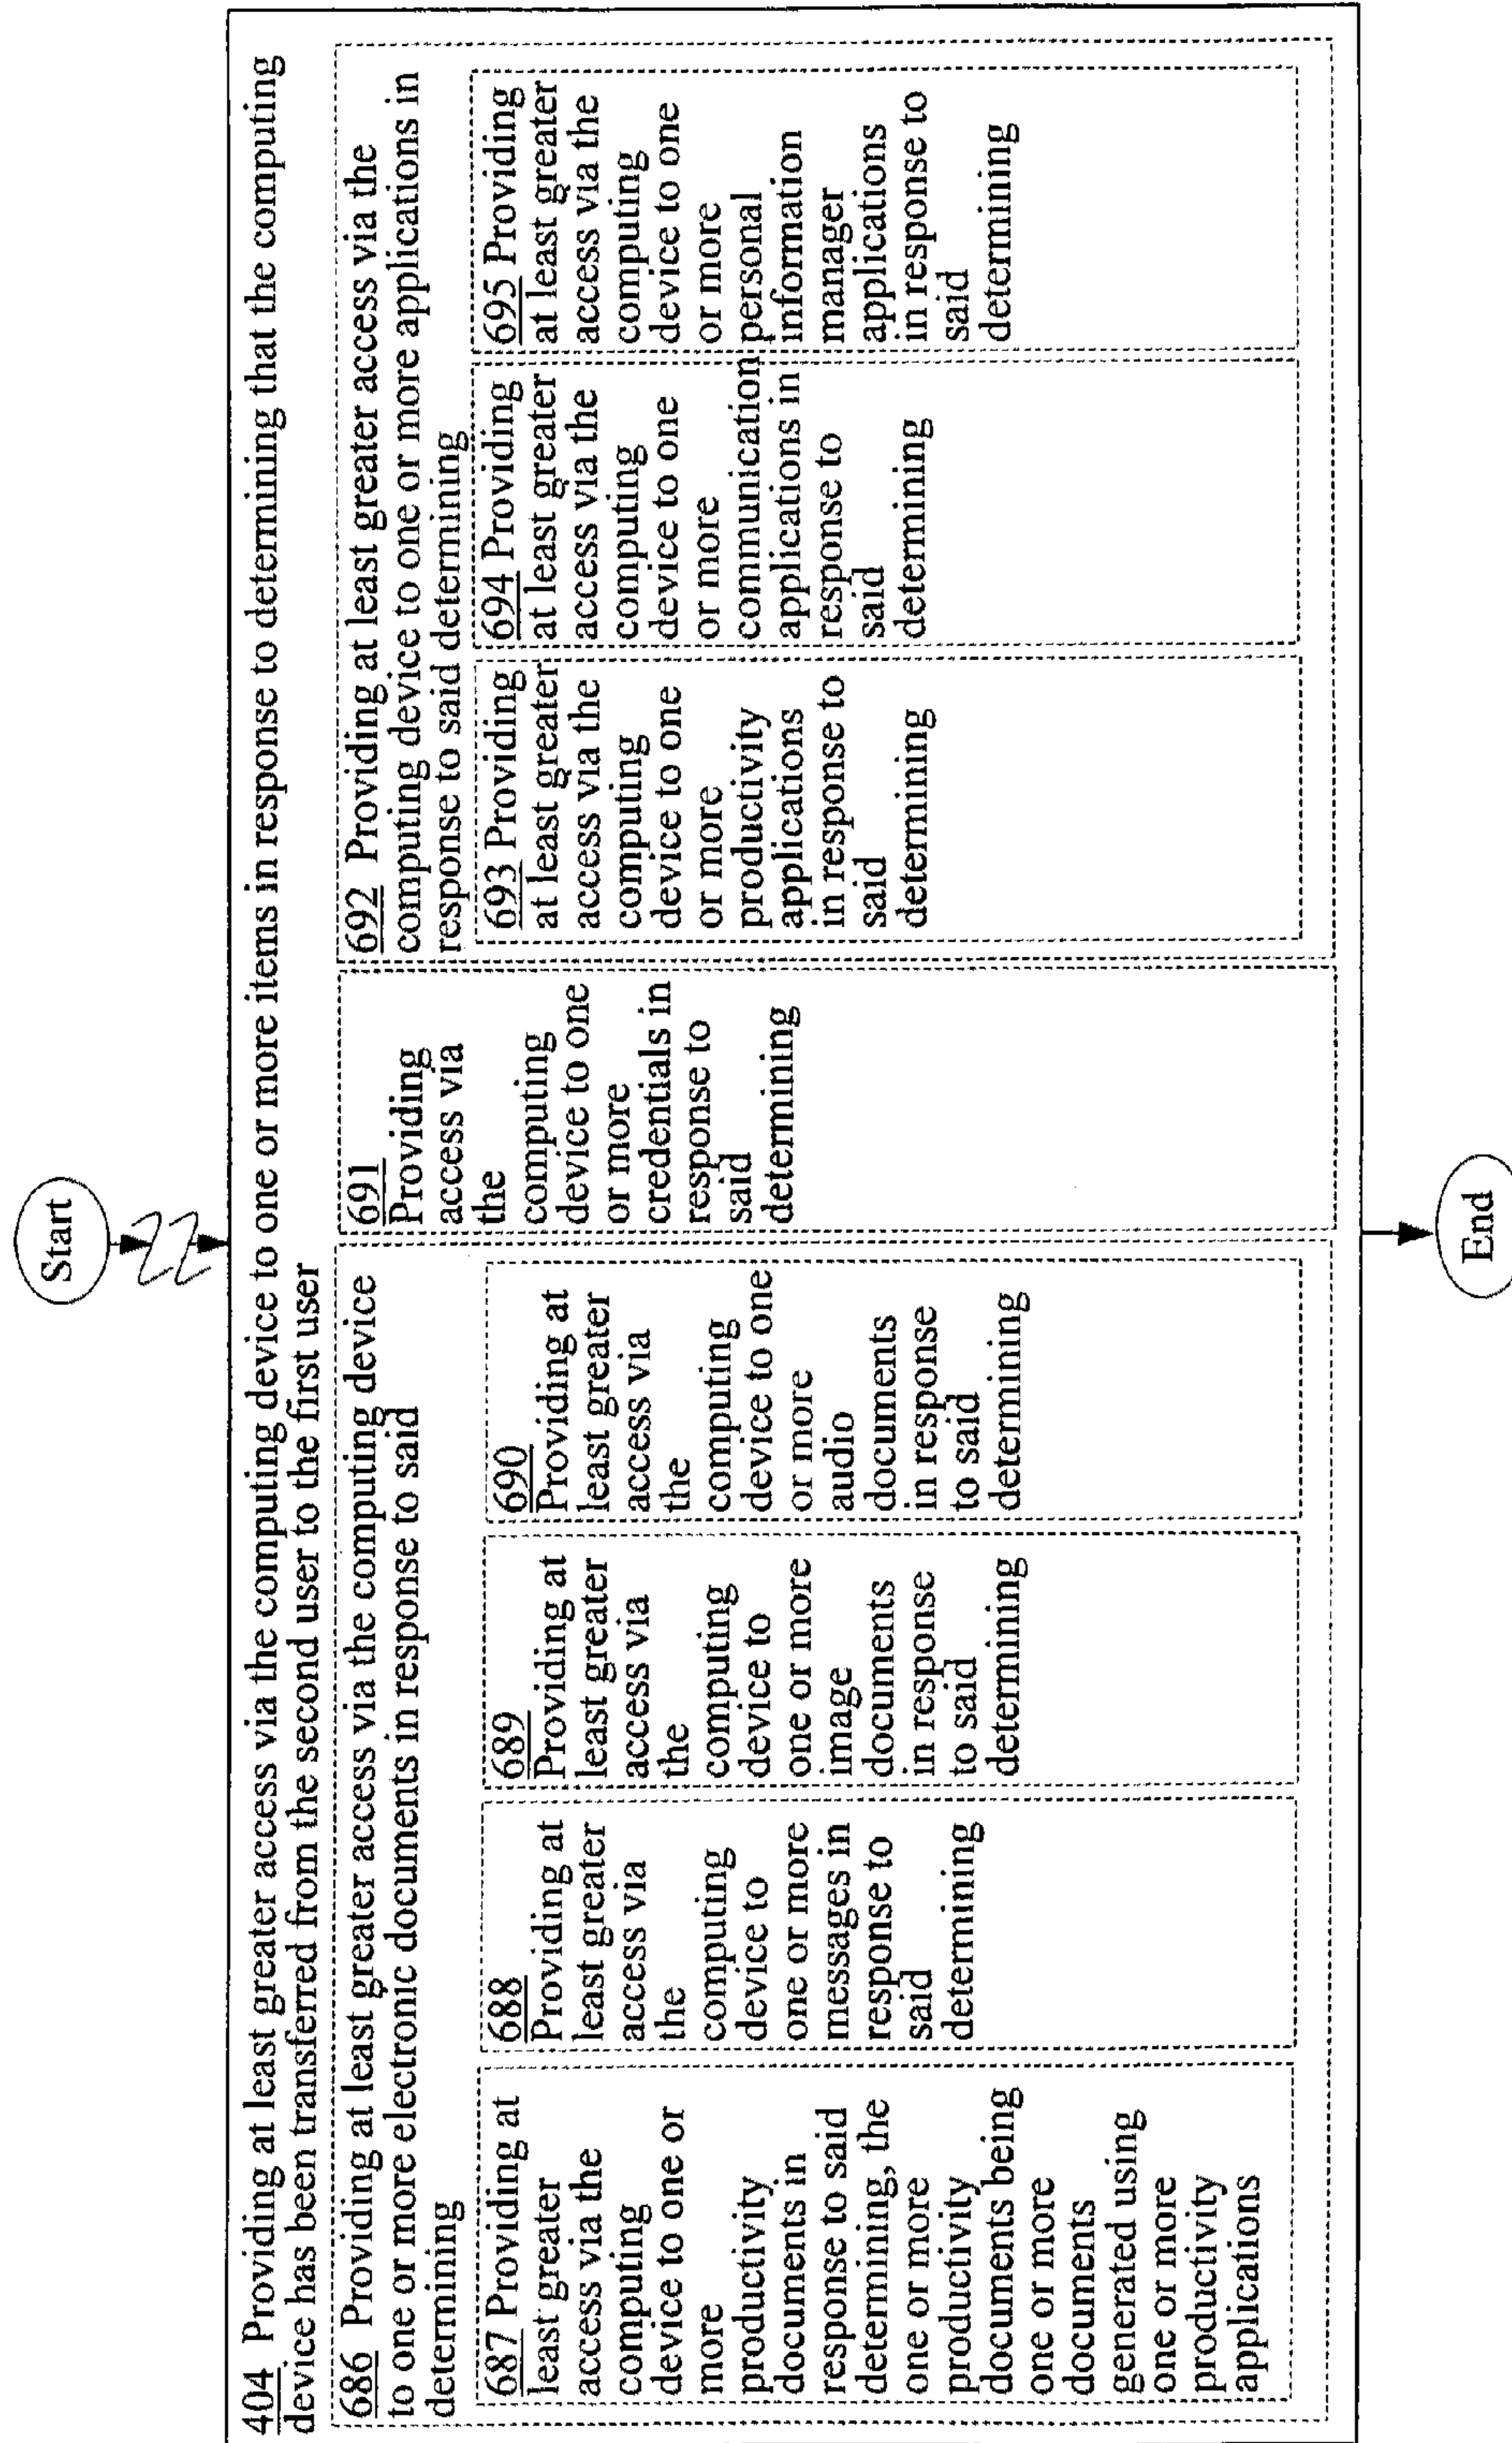 Start
404 Providing at least greater access via the computing device to one or more items in response to determining that the computing
device has been transferred from the second user to the first user
686 Providing at least greater access via the computing device
to one or more electronic documents in response to said
determining
687 Providing at
least greater
access via the
computing
device to one or
more
productivity
documents in
response to said
determining, the
one or more
productivity
documents being
one or more
documents
generated using
one or more
productivity
applications
688
Providing at
least greater
access via
the
computing
device to
one or more
messages in
response to
said
determining
689
Providing at
least greater
access via
the
computing
device to
one or more
image
documents
in response
to said
determining
690
Providing at
least greater
access via
the
computing
device to one
or more
audio
documents
in response
to said
determining
691
Providing
access via
the
computing
device to one
or more
credentials in
response to
said
determining
692 Providing at least greater access via the
computing device to one or more applications in
response to said determining
693 Providing
at least greater
access via the
computing
device to one
or more
productivity
applications
in response to
said
determining
694 Providing
at least greater
access via the
computing
device to one
or more
communication
applications in
response to
said
determining
695 Providing
at least greater
access via the
computing
device to one
or more
personal
information
manager
applications
in response to
said
determining
End